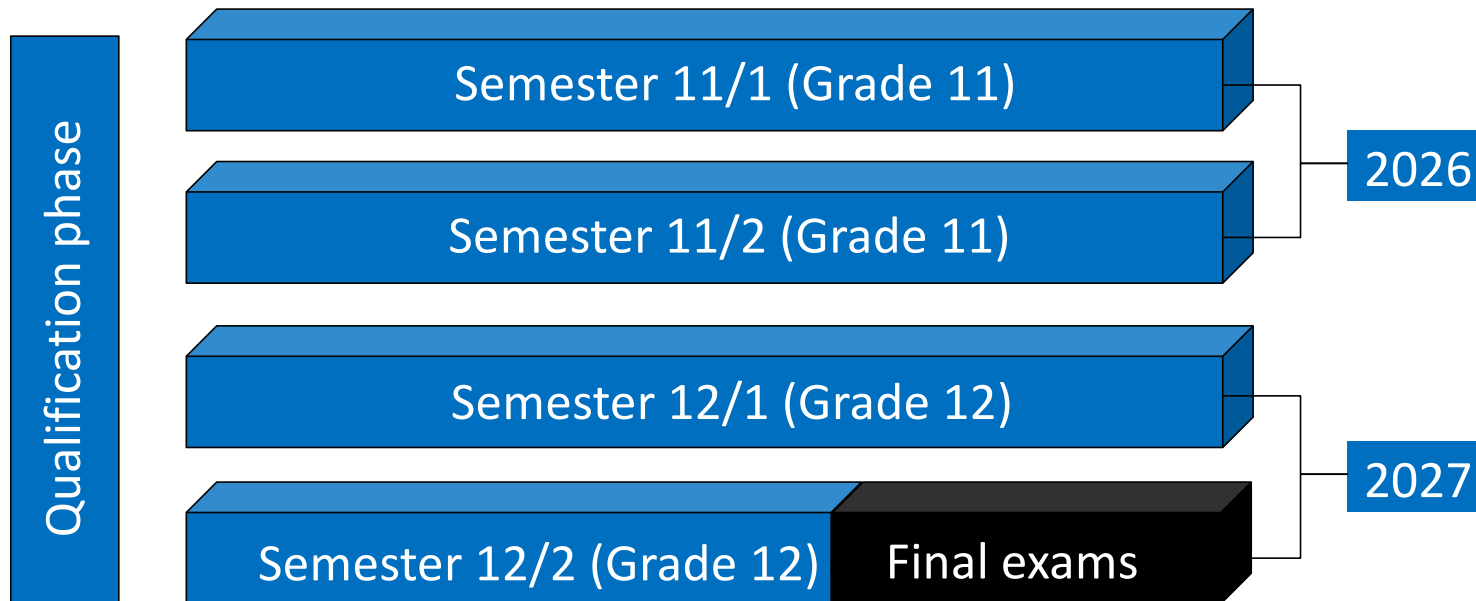 Qualification phase
Semester 11/1 (Grade 11)
Semester 11/2 (Grade 11)
2026
Semester 12/1 (Grade 12)
Semester 12/2 (Grade 12)
Final exams
2027